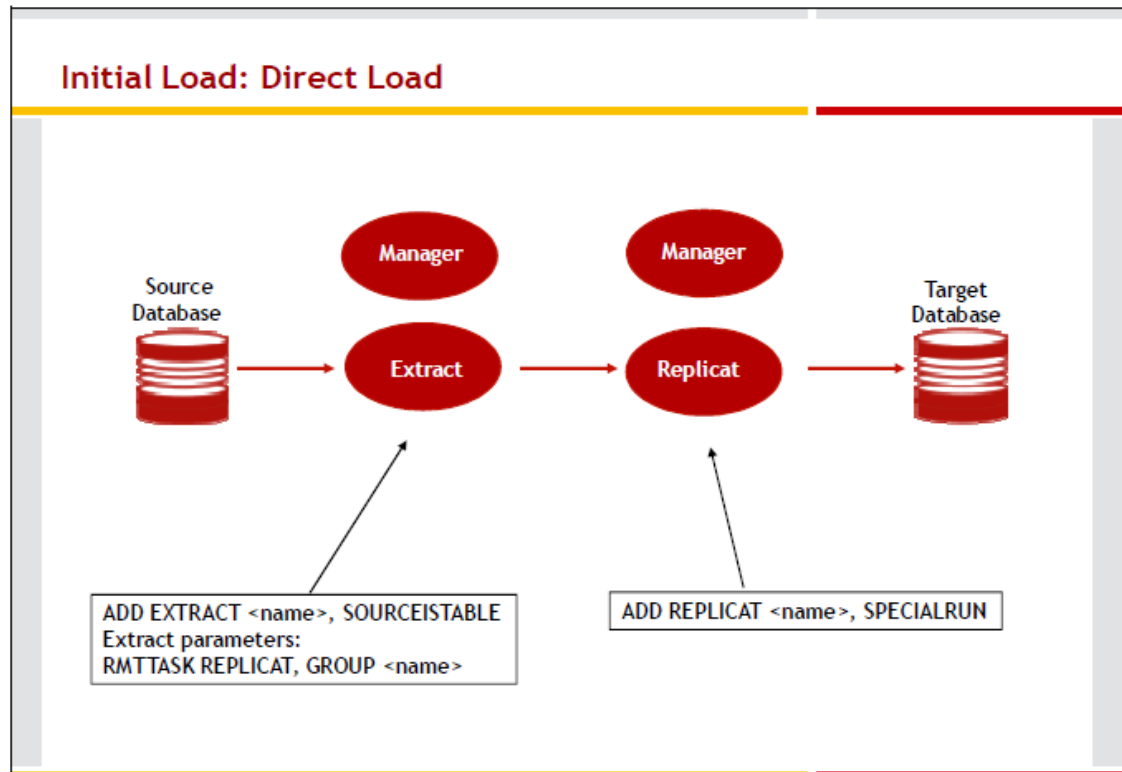 Initial Load: Direct Load
Manager
Manager
Source
Database
Target
Database
Extract
Replicat
ADD EXTRACT <name>, SOURCEISTABLE
Extract parameters:
RMTTASK REPLICAT, GROUP <name>
ADD REPLICAT <name>, SPECIALRUN